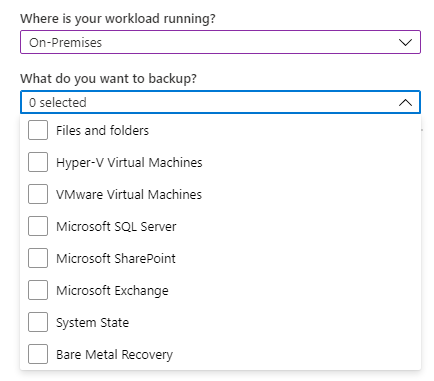 Where is your workload running?
On-Premises
What do you want to backup?
0 selected
Files and folders
Hyper-V Virtual Machines
VMware Virtual Machines
Microsoft SQL Server
Microsoft SharePoint
Microsoft Exchange
System State
Bare Metal Recovery